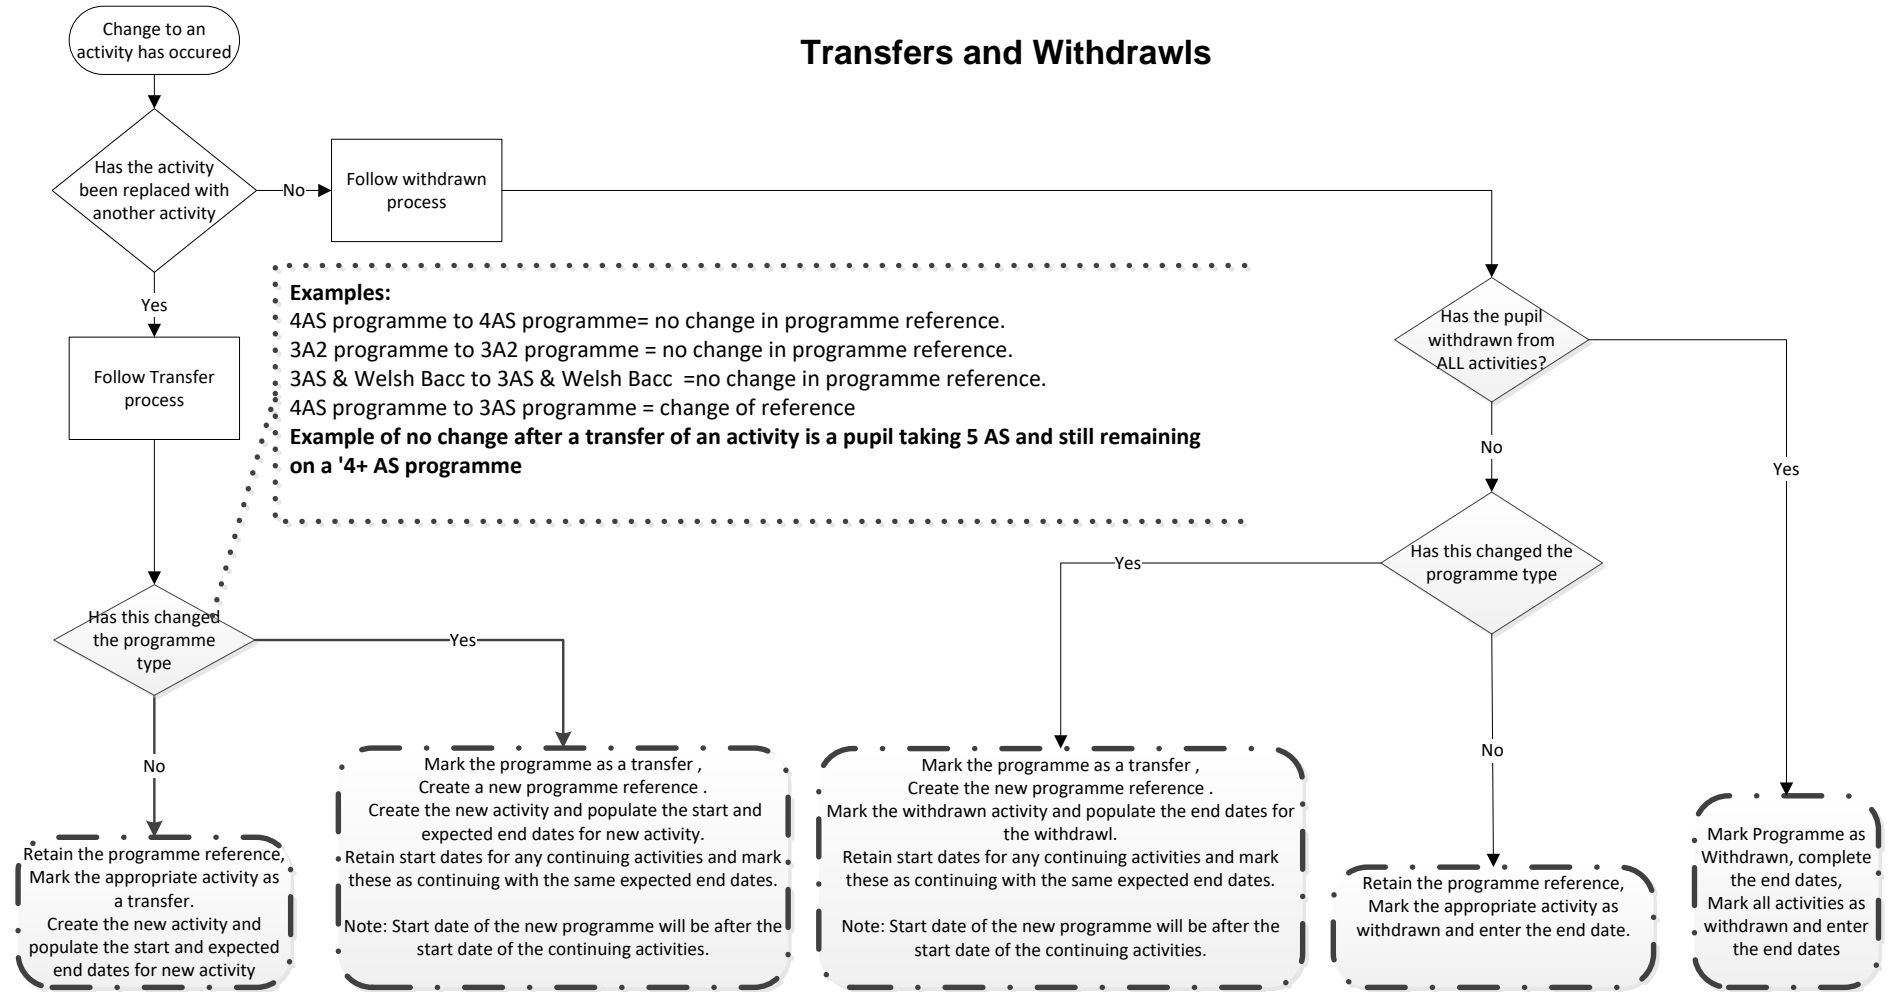 Transfers and Withdrawls
Change to an
activity has occured
Has the activity
been replaced with
another activity
No
Follow withdrawn
process
Yes
Follow Transfer
process
Examples:
4AS programme to 4AS programme= no change in programme reference.
3A2 programme to 3A2 programme = no change in programme reference.
3AS & Welsh Bacc to 3AS & Welsh Bacc  =no change in programme reference.
4AS programme to 3AS programme = change of reference
Example of no change after a transfer of an activity is a pupil taking 5 AS and still remaining
on a '4+ AS programme
Has the pupil
withdrawn from
ALL activities?
No
Yes
Has this changed the
programme type
Yes
No
Has this changed
the programme
type
Yes
No
Retain the programme reference,
Mark the appropriate activity as
a transfer.
Create the new activity and
populate the start and expected
end dates for new activity
Mark the programme as a transfer ,
Create a new programme reference .
Create the new activity and populate the start and
expected end dates for new activity.
Retain start dates for any continuing activities and mark
these as continuing with the same expected end dates.
Note: Start date of the new programme will be after the
start date of the continuing activities.
Mark the programme as a transfer ,
Create the new programme reference .
Mark the withdrawn activity and populate the end dates for
the withdrawl.
Retain start dates for any continuing activities and mark
these as continuing with the same expected end dates.
Note: Start date of the new programme will be after the
start date of the continuing activities.
Retain the programme reference,
Mark the appropriate activity as
withdrawn and enter the end date.
Mark Programme as
Withdrawn, complete
the end dates,
Mark all activities as
withdrawn and enter
the end dates